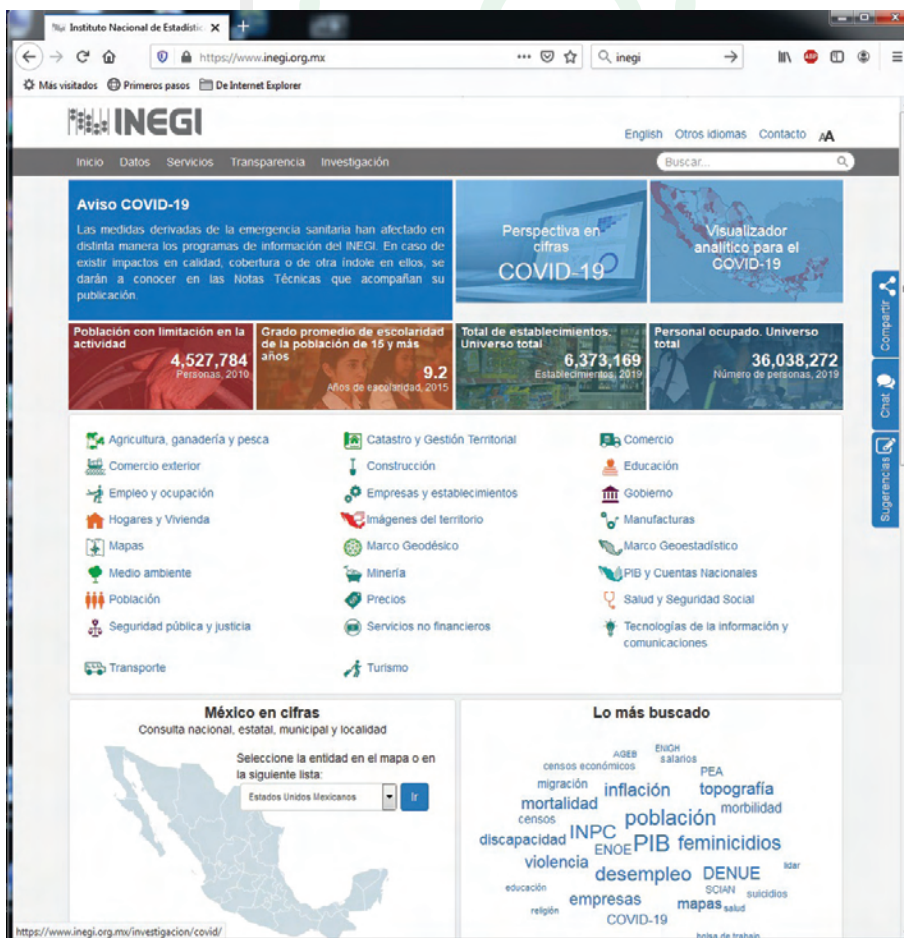 Instituto Nacional de Estadístic
https://www.inegi.org.mx
inegi
Más visitados
Primeros pasos
De Internet Explorer
INEGI
English
Otros idiomas
Contacto
AA
Inicio
Datos
Servicios
Transparencia
Investigación
Buscar...
Aviso COVID-19
Las medidas derivadas de la emergencia sanitaria han afectado en
distinta manera los programas de información del INEGI. En caso de
existir impactos en calidad, cobertura o de otra índole en ellos, se
darán a conocer en las Notas Técnicas que acompañan su
publicación.
Perspectiva en
cifras
COVID-19
Visualizador
analítico para el
COVID-19
Población con limitación en la
actividad
4,527,784
Personas, 2010
Grado promedio de escolaridad
de la población de 15 y más
años
9.2
Años de escolaridad, 2015
Total de establecimientos.
Universo total
6,373,169
Establecimientos, 2019
Personal ocupado. Universo
total
36,038,272
Número de personas, 2019
Compartir
Chat
Sugerencias
Agricultura, ganadería y pesca
Catastro y Gestión Territorial
Comercio
Comercio exterior
Construcción
Educación
Empleo y ocupación
Empresas y establecimientos
Gobierno
Hogares y Vivienda
Imágenes del territorio
Manufacturas
Mapas
Marco Geodésico
Marco Geoestadístico
Medio ambiente
Minería
PIB y Cuentas Nacionales
Población
Precios
Salud y Seguridad Social
Seguridad pública y justicia
Servicios no financieros
Tecnologías de la información y
comunicaciones
Transporte
Turismo
México en cifras
Consulta nacional, estatal, municipal y localidad
Seleccione la entidad en el mapa o en
la siguiente lista:
Estados Unidos Mexicanos
Ir
Lo más buscado
AGEB
ENIGH
censos económicos
salarios
PEA
migración
inflación
topografía
mortalidad
morbilidad
censos
población
discapacidad
INPC
ENOE
PIB
feminicidios
violencia
desempleo
DENUE
lidar
educación
SCIAN
suicidios
empresas
mapas
salud
religión
COVID-19
bolsa de trabajo
https://www.inegi.org.mx/investigacion/covid/